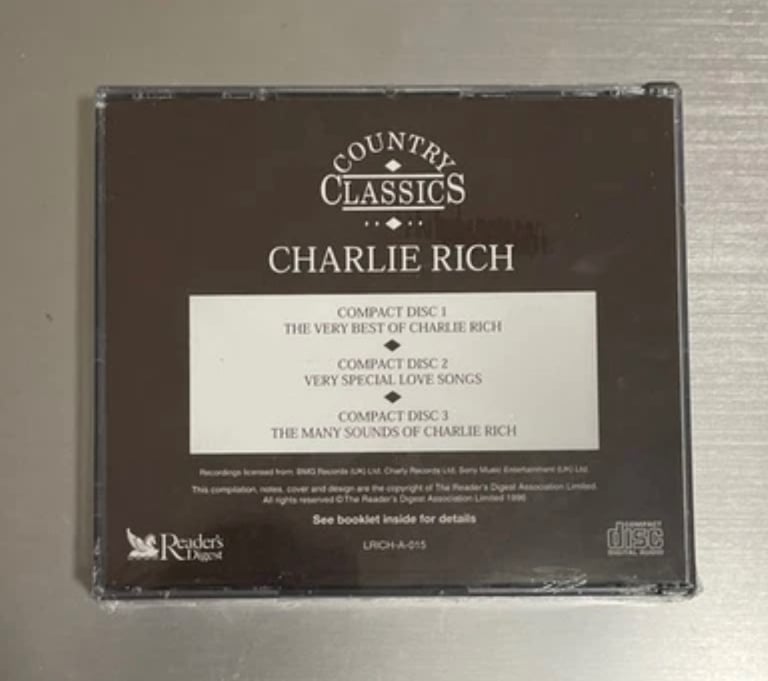 COUNTRY
CLASSICS
CHARLIE RICH
COMPACT DISC 1
THE VERY BEST OF CHARLIE RICH
COMPACT DISC 2
VERY SPECIAL LOVE SONGS
COMPACT DISC 3
THE MANY SOUNDS OF CHARLIE RICH
Recordings licensed from: BMG Records (UK) Ltd. Charly Records Ltd. Sony Music Entertainment (UK) Ltd.
This compilation, notes, cover and design are the copyright of The Reader's Digest Association Limited.
All rights reserved ©The Reader's Digest Association Limited 1996
See booklet inside for details
Reader's
Digest
LRICH-A-015
COMPACT
disc
DIGITAL AUDIO